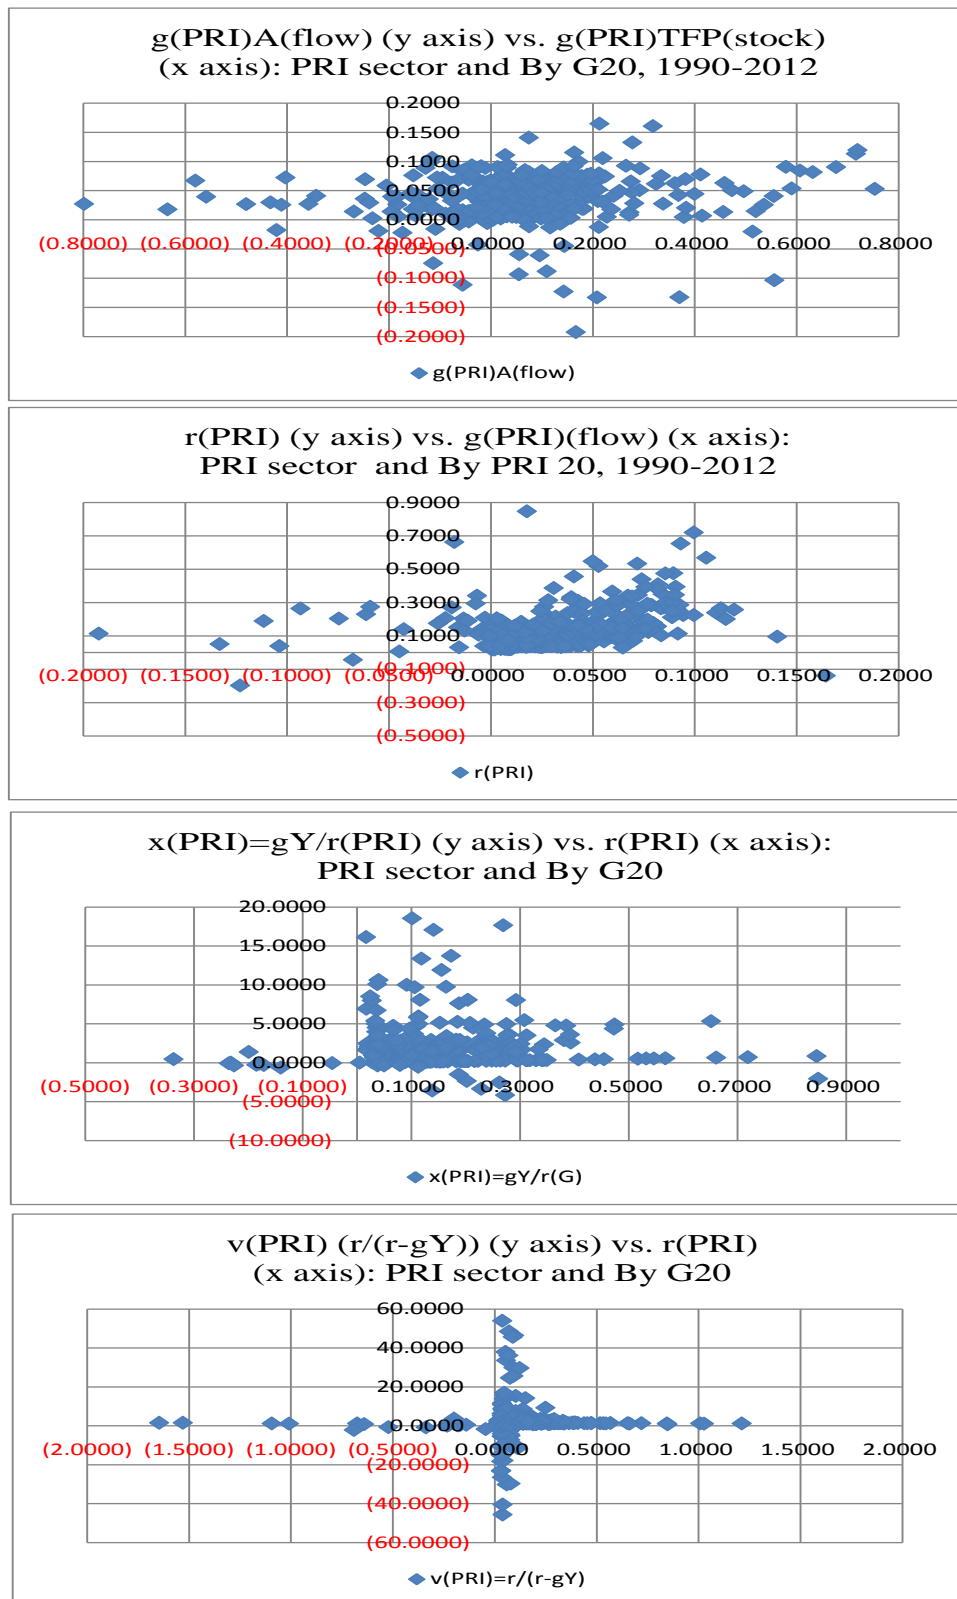 g(PRI)A(flow) (y axis) vs. g(PRI)TFP(stock)
(x axis): PRI sector and By G20, 1990-2012
0.2000
0.1500
0.1000
0.0500
0.0000
(0.8000) (0.6000) (0.4000) (0.2000) 0.0000 0.2000 0.4000 0.6000 0.8000
(0.0500)
(0.1000)
(0.1500)
(0.2000)
g(PRI)A(flow)
r(PRI) (y axis) vs. g(PRI)(flow) (x axis):
PRI sector and By PRI 20, 1990-2012
0.9000
0.7000
0.5000
0.3000
0.1000
(0.1000)
(0.2000) (0.1500) (0.1000) (0.0500) 0.0000 0.0500 0.1000 0.1500 0.2000
(0.3000)
(0.5000)
r(PRI)
x(PRI)=gY/r(PRI) (y axis) vs. r(PRI) (x axis):
PRI sector and By G20
20.0000
15.0000
10.0000
5.0000
0.0000
(0.5000) (0.3000) (0.1000) 0.1000 0.3000 0.5000 0.7000 0.9000
(5.0000)
(10.0000)
x(PRI)=gY/r(G)
v(PRI) (r/(r-gY)) (y axis) vs. r(PRI)
(x axis): PRI sector and By G20
60.0000
40.0000
20.0000
0.0000
(2.0000) (1.5000) (1.0000) (0.5000) 0.0000 0.5000 1.0000 1.5000 2.0000
(20.0000)
(40.0000)
(60.0000)
v(PRI)=r/(r-gY)